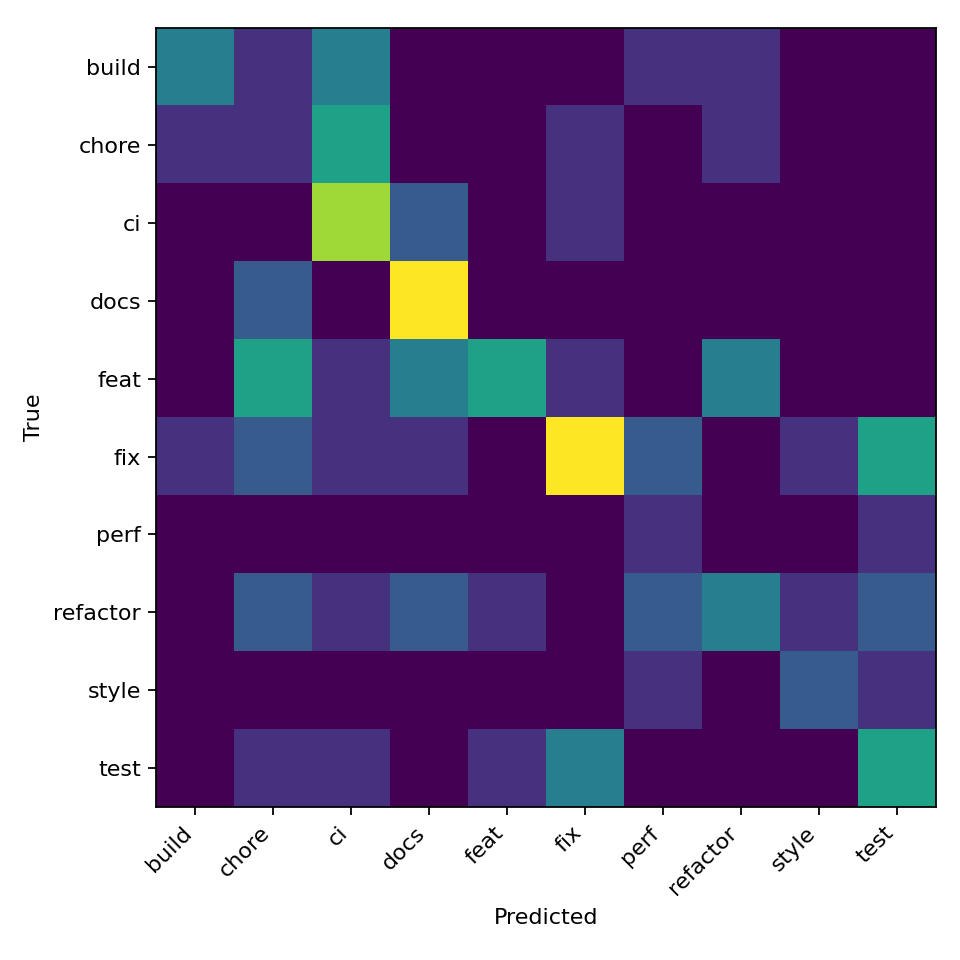 build
chore
ci
docs
feat
fix
perf
refactor
style
test
True
build
chore
ci
docs
feat
fix
perf
refactor
style
test
Predicted